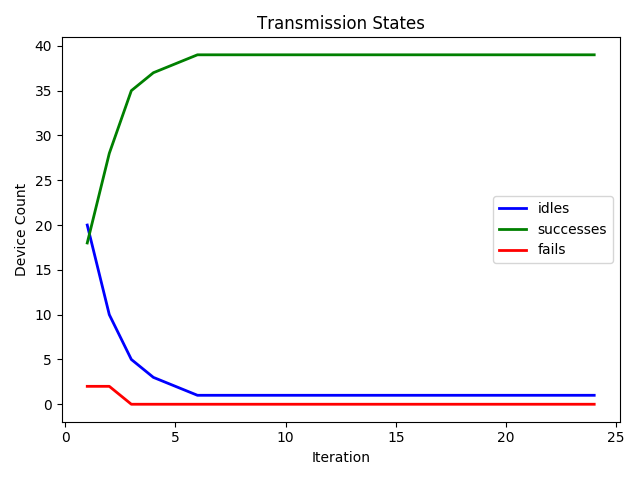 Transmission States
Device Count
40
35
30
25
20
15
10
5
0
idles
successes
fails
0 5 10 15 20 25
Iteration